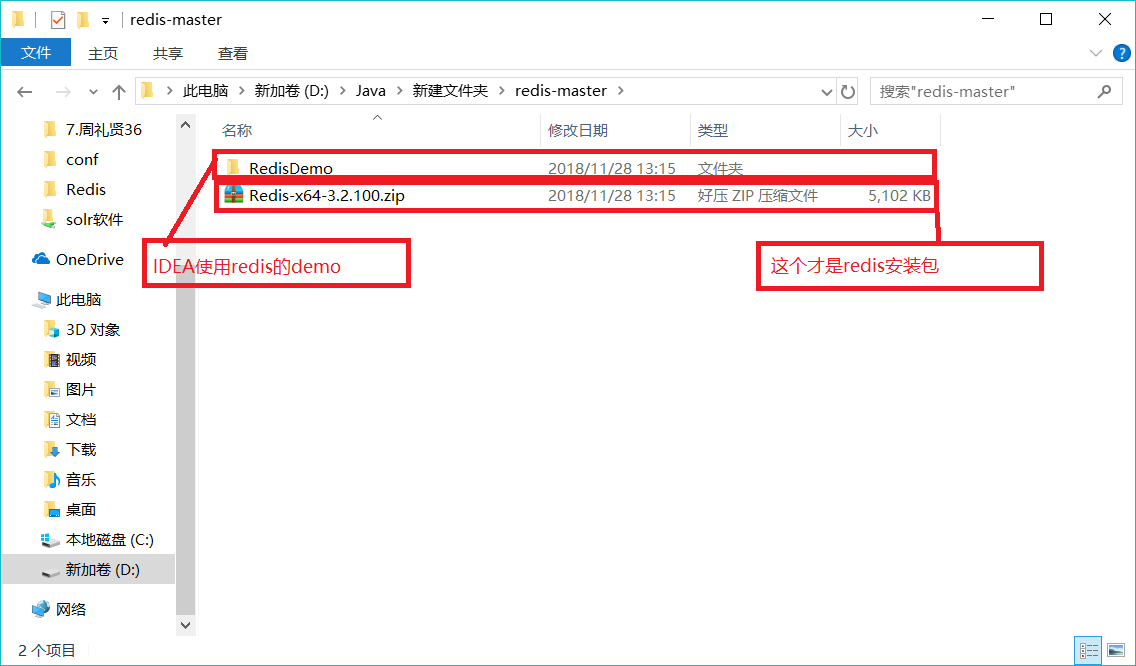 redis-master
文件 主页 共享 查看
此电脑 新加卷 (D:) Java 新建文件夹 redis-master
搜索"redis-master"
7.周礼贤36
conf
Redis
solr软件
OneDrive
此电脑
3D 对象
视频
图片
文档
下载
音乐
桌面
本地磁盘 (C:)
新加卷 (D:)
网络
名称 修改日期 类型 大小
RedisDemo 2018/11/28 13:15 文件夹
Redis-x64-3.2.100.zip 2018/11/28 13:15 好压 ZIP 压缩文件 5,102 KB
IDEA使用redis的demo
这个才是redis安装包
2 个项目